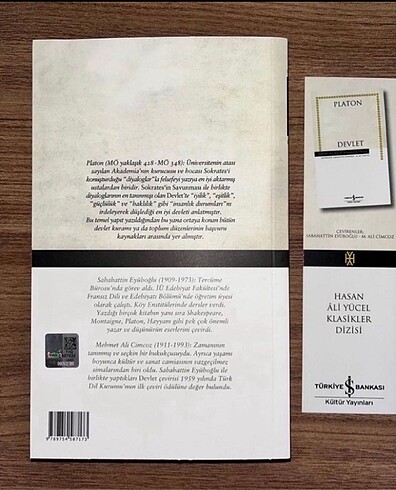 Platon (MÖ yaklaşık 428 -MÖ 348): Üniversitenin atası
sayılan Akademia'nın kurucusu ve hocası Sokrates'i
konuşturduğu "diyaloglar"la felsefeyi yazıya en iyi aktarmış
ustalardan biridir. Sokrates'in Savunması ile birlikte
diyaloglarının en tanınmışı olan Devlet'te "iyilik", "eşitlik",
"güçlülük" ve "haklılık" gibi "insanlık durumları"nı
irdeleyerek düşlediği en iyi devleti anlatmıştır.
Bu temel yapıt yazıldığından bu yana ortaya konan bütün
devlet kuramı ya da toplum düzenlerinin başvuru
kaynakları arasında yer almıştır.
Sabahattin Eyüboğlu (1909-1973): Tercüme
Bürosu'nda görev aldı. İÜ Edebiyat Fakültesi'nde
Fransız Dili ve Edebiyatı Bölümü'nde öğretim üyesi
olarak çalıştı, Köy Enstitülerinde dersler verdi.
Yazdığı birçok kitabın yanı sıra Shakespeare,
Montaigne, Platon, Hayyam gibi pek çok önemli
yazar ve düşünürün eserlerini çevirdi.
Mehmet Ali Cimcoz (1911-1993): Zamanının
tanınmış ve seçkin bir hukukçusuydu. Ayrıca yaşamı
boyunca kültür ve sanat camiasının vazgeçilmez
simalarından biri oldu. Sabahattin Eyüboğlu ile
birlikte yaptıkları Devlet çevirisi 1959 yılında Türk
Dil Kurumu'nun ilk çeviri ödülüne değer bulundu.
9789754587173
PLATON
DEVLET
ÇEVİRENLER:
SABAHATTİN EYÜBOĞLU - M. ALİ CİMCOZ
HASAN
ÂLİ YÜCEL
KLASİKLER
DİZİSİ
TÜRKİYE İŞ BANKASI
Kültür Yayınları